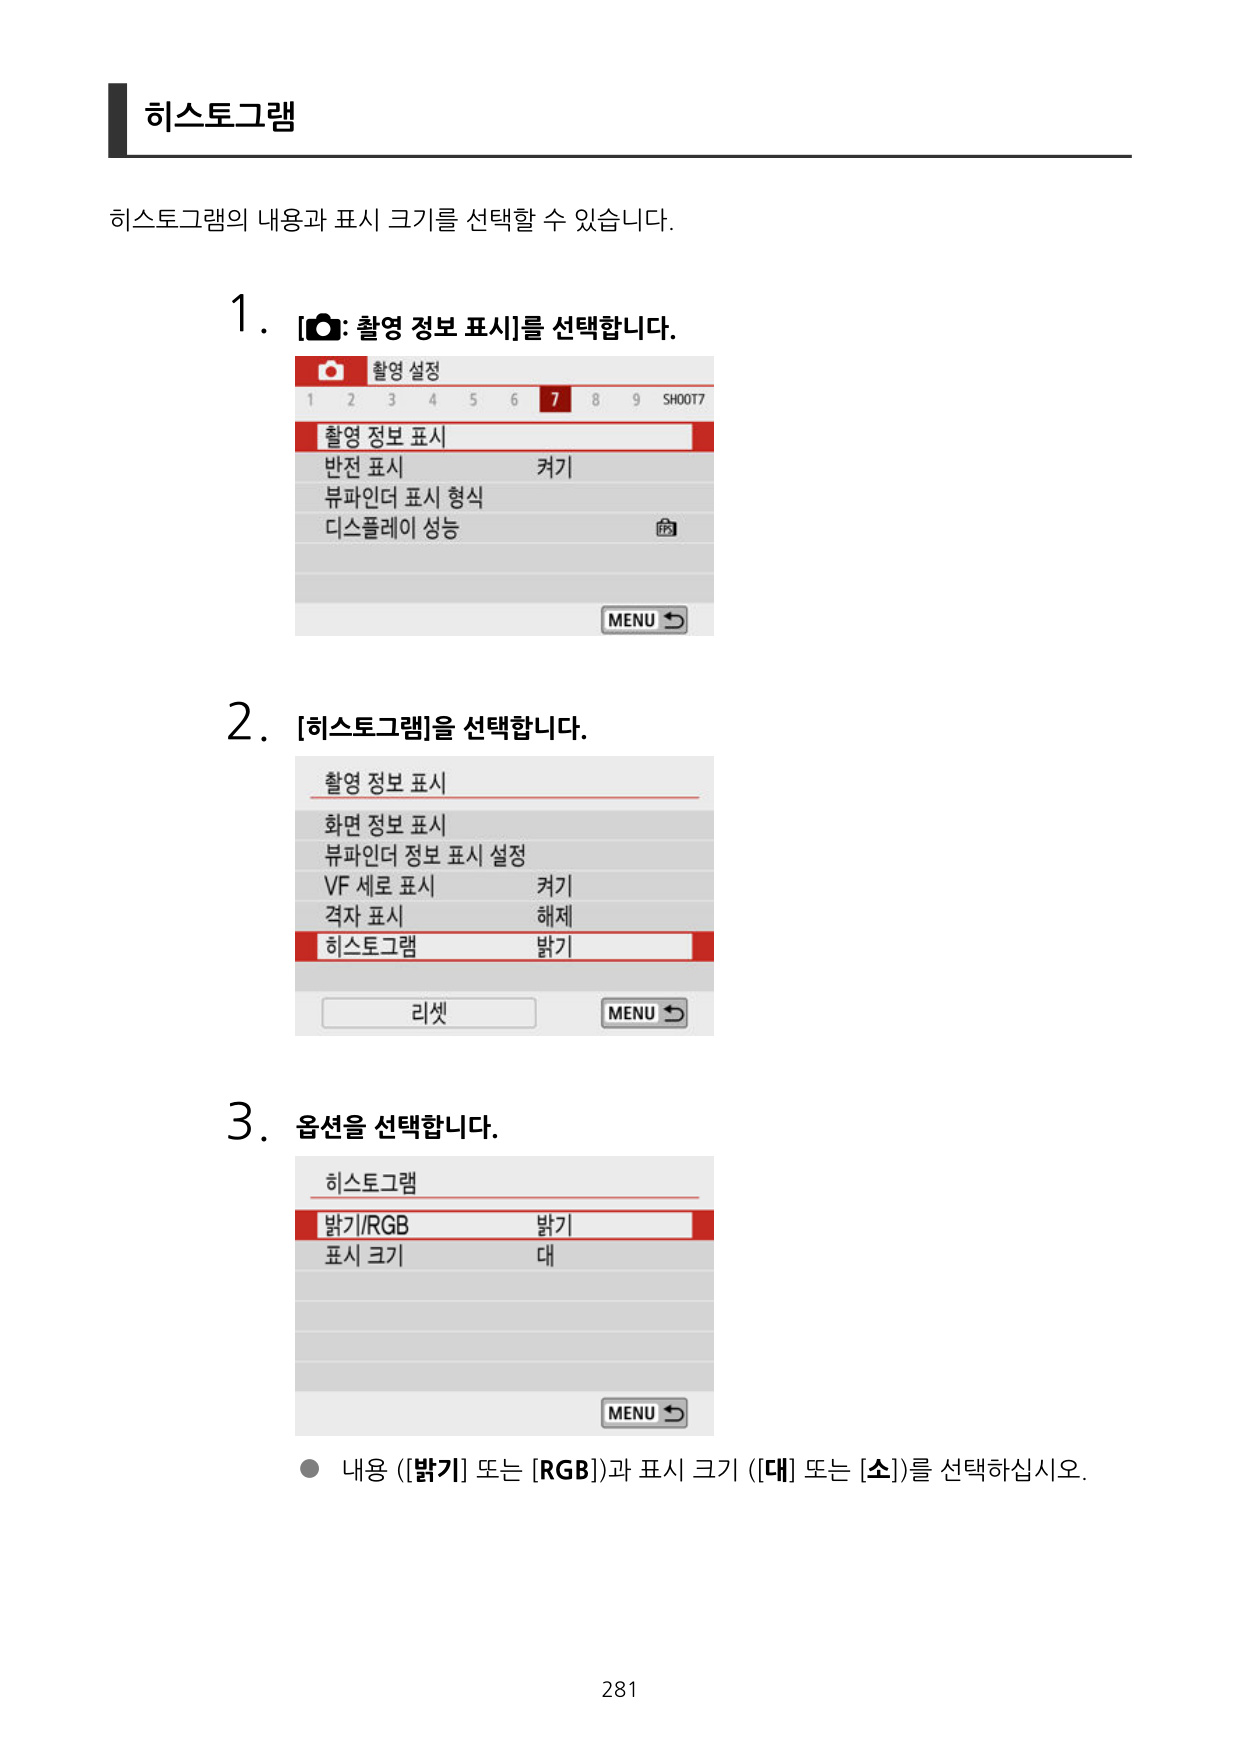 히스토그램
히스토그램의 내용과 표시 크기를 선택할 수 있습니다.
1. [: 촬영 정보 표시]를 선택합니다.
촬영 설정
1 2 3 4 5 6 7 8 9 SHOOT7
촬영 정보 표시
반전 표시 켜기
뷰파인더 표시 형식
디스플레이 성능 FPS
MENU
2. [히스토그램]을 선택합니다.
촬영 정보 표시
화면 정보 표시
뷰파인더 정보 표시 설정
VF 세로 표시 켜기
격자 표시 해제
히스토그램 밝기
리셋 MENU
3. 옵션을 선택합니다.
히스토그램
밝기/RGB 밝기
표시 크기 대
MENU
● 내용 ([밝기] 또는 [RGB])과 표시 크기 ([대] 또는 [소])를 선택하십시오.
281